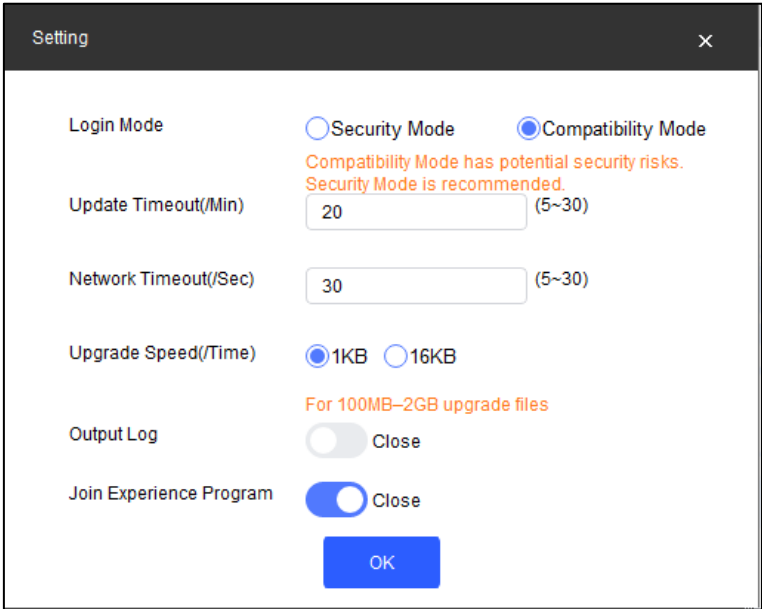 Setting
Login Mode
Security Mode
Compatibility Mode
Compatibility Mode has potential security risks.
Security Mode is recommended.
Update Timeout(/Min)
20
(5~30)
Network Timeout(/Sec)
30
(5~30)
Upgrade Speed(/Time)
1KB
16KB
For 100MB–2GB upgrade files
Output Log
Close
Join Experience Program
Close
OK